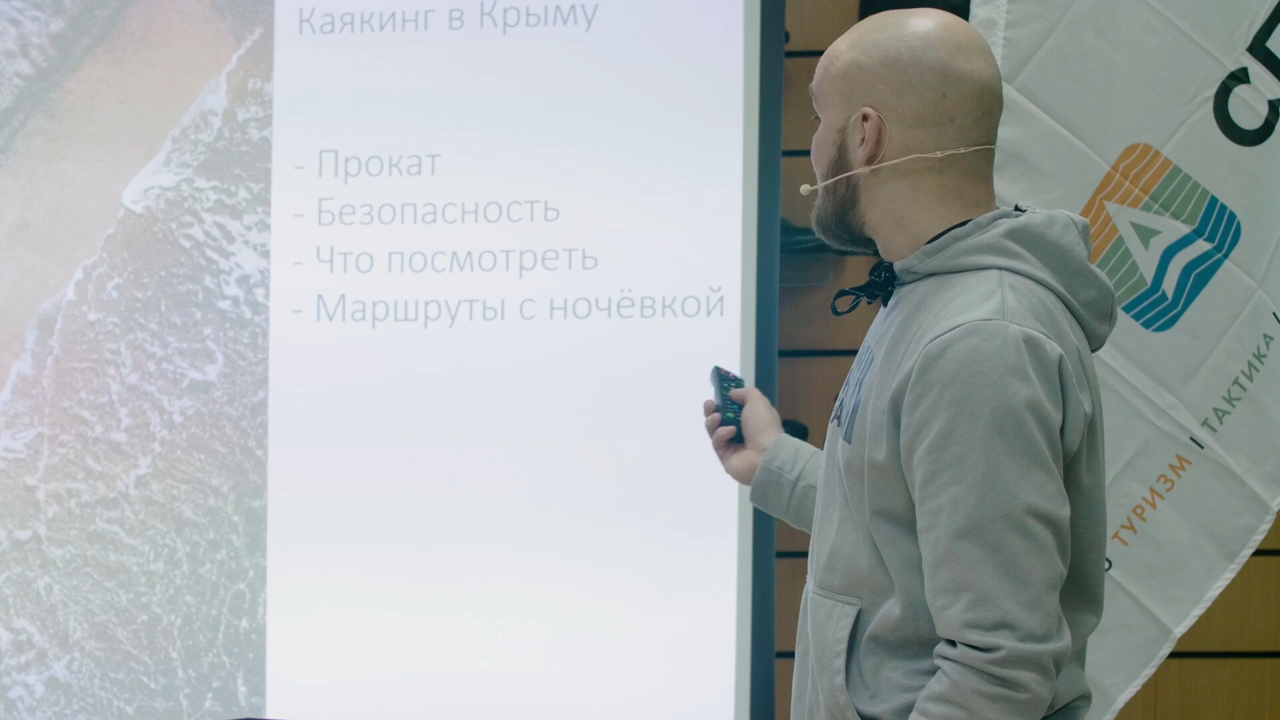 Каякинг в Крыму
- Прокат
- Безопасность
- Что посмотреть
- Маршруты с ночёвкой
ТУРИЗМ I ТАКТИКА I